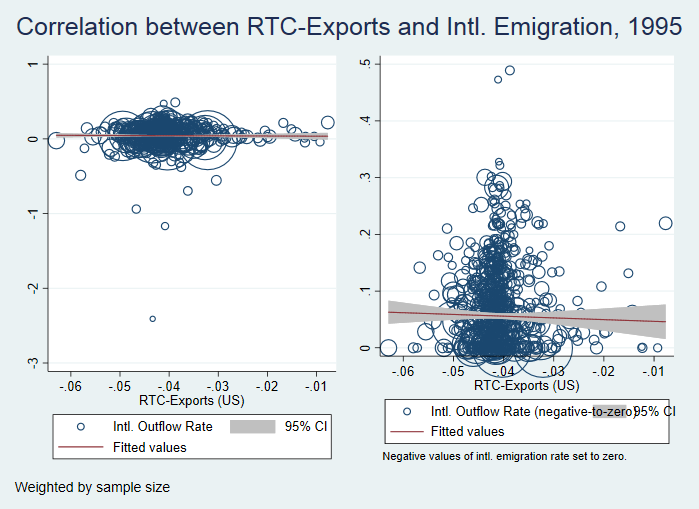 Correlation between RTC-Exports and Intl. Emigration, 1995
1
0
-1
-2
-3
-.06 -.05 -.04 -.03 -.02 -.01
RTC-Exports (US)
Intl. Outflow Rate 95% CI
Fitted values
.5
.4
.3
.2
.1
0
-.06 -.05 -.04 -.03 -.02 -.01
RTC-Exports (US)
Intl. Outflow Rate (negative-to-zero) 95% CI
Fitted values
Negative values of intl. emigration rate set to zero.
Weighted by sample size